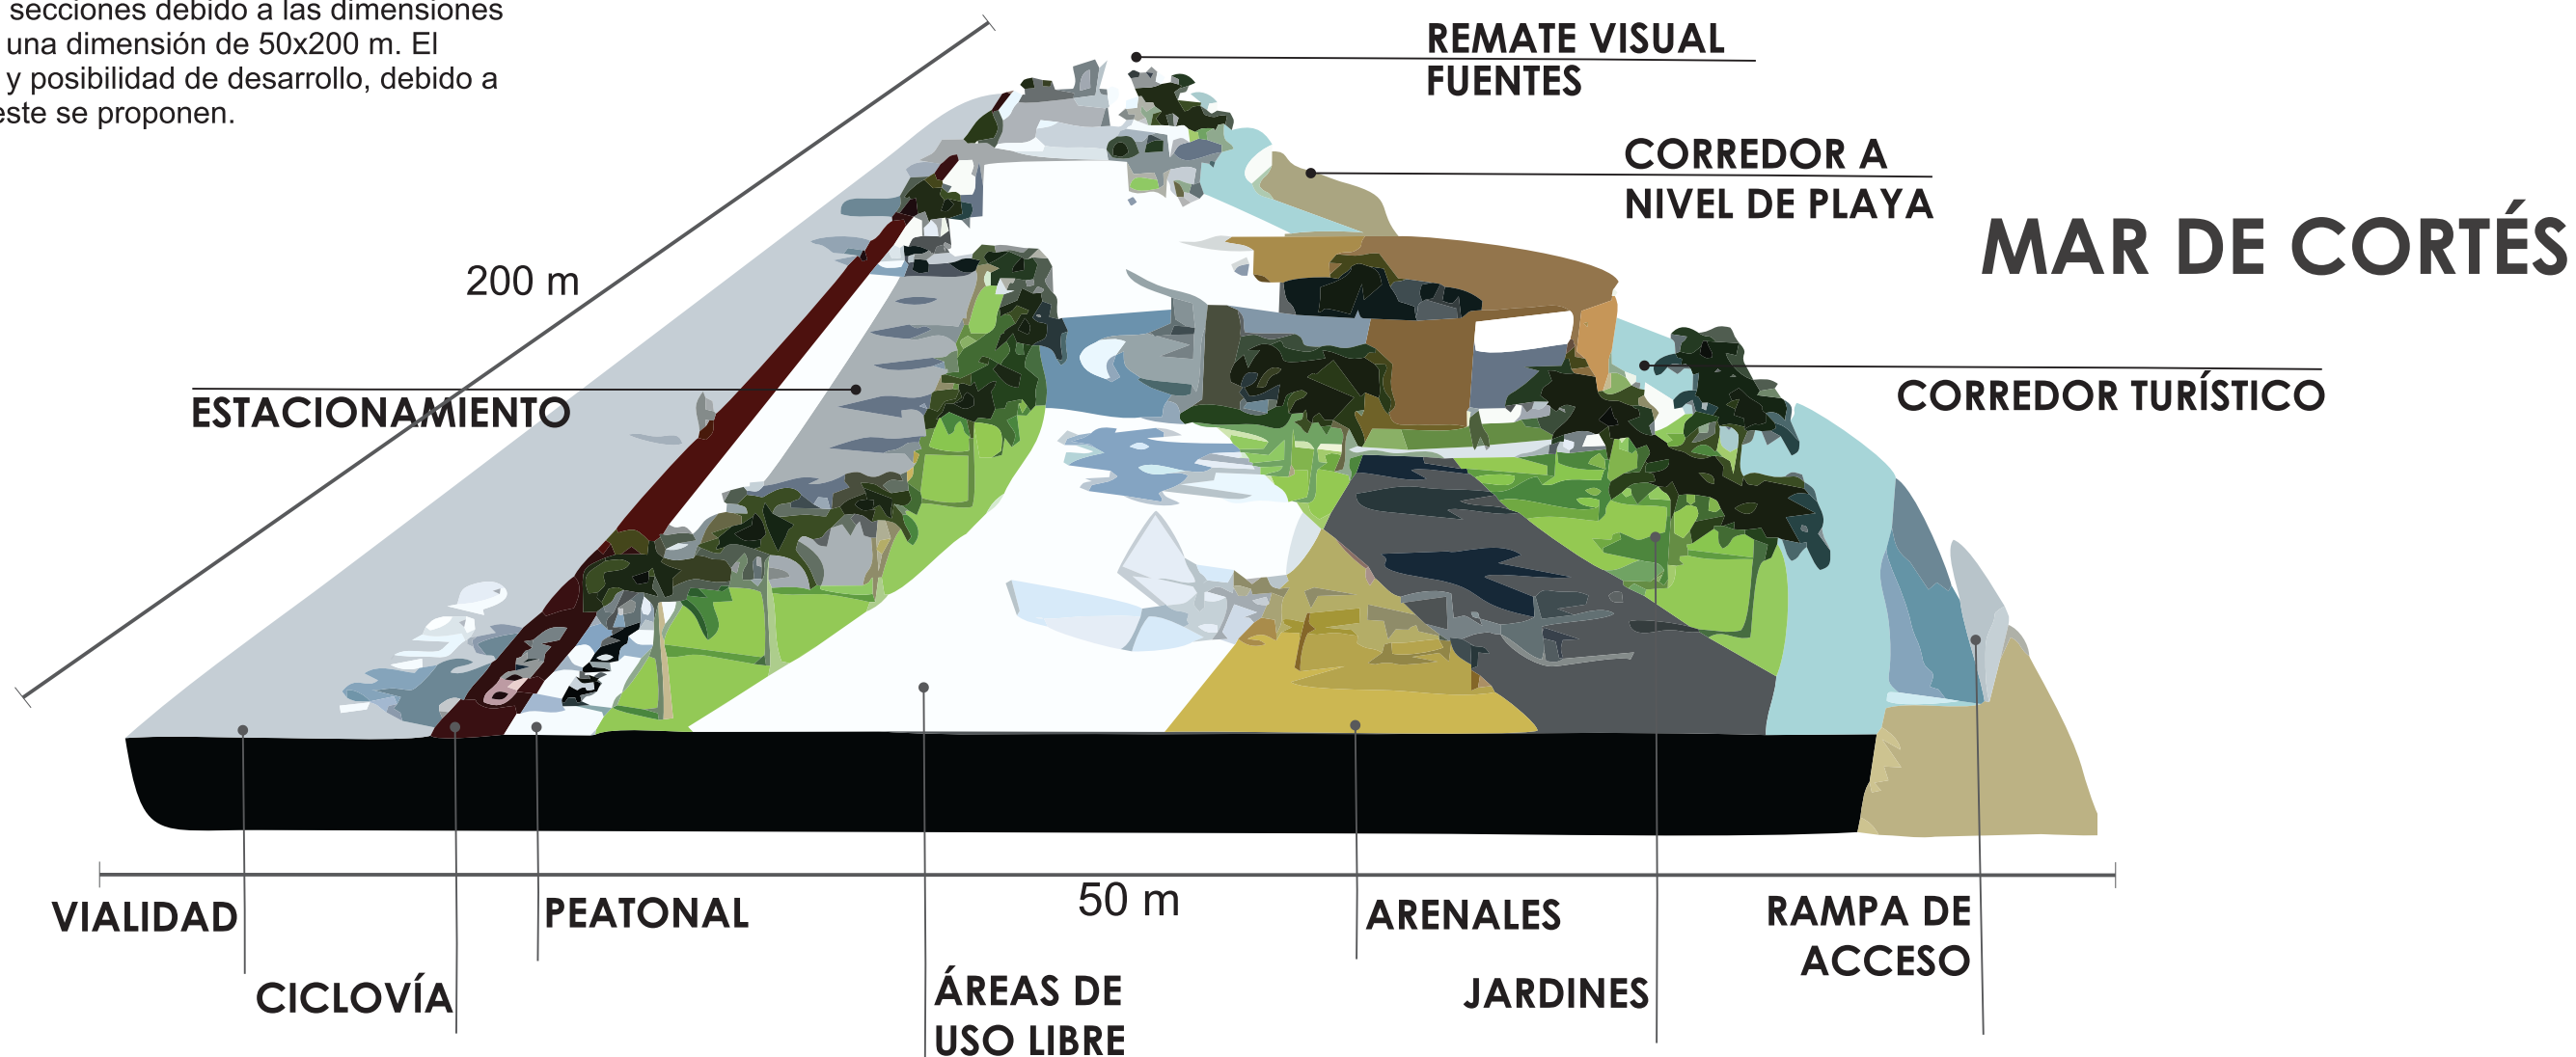 secciones debido a las dimensiones
una dimensión de 50x200 m. El
y posibilidad de desarrollo, debido a
este se proponen.
REMATE VISUAL
FUENTES
CORREDOR A
NIVEL DE PLAYA
MAR DE CORTÉS
200 m
ESTACIONAMIENTO
CORREDOR TURÍSTICO
VIALIDAD
CICLOVÍA
PEATONAL
50 m
ÁREAS DE
USO LIBRE
ARENALES
JARDINES
RAMPA DE
ACCESO